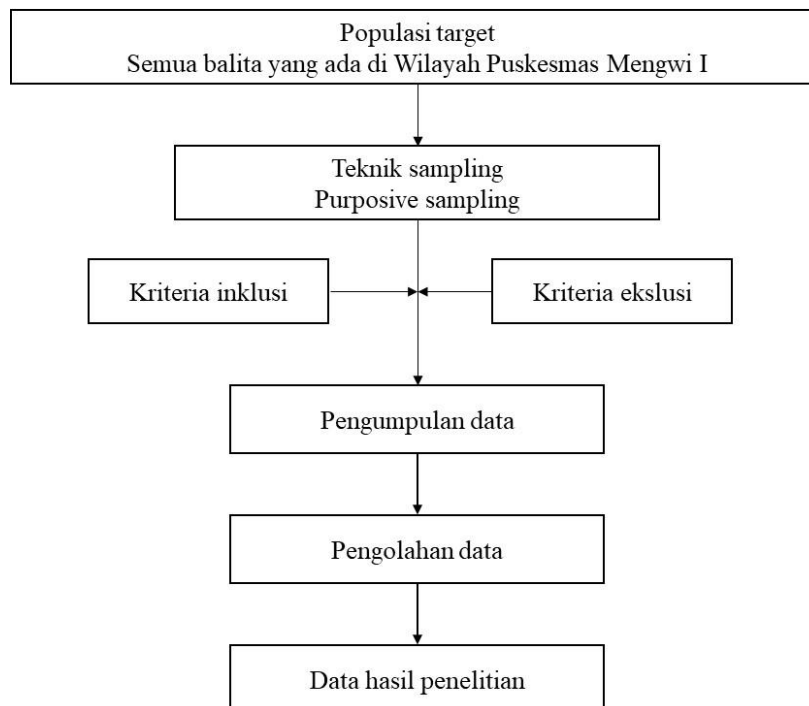 Populasi target
Semua balita yang ada di Wilayah Puskesmas Mengwi I
Teknik sampling
Purposive sampling
Kriteria inklusi
Kriteria ekslusi
Pengumpulan data
Pengolahan data
Data hasil penelitian